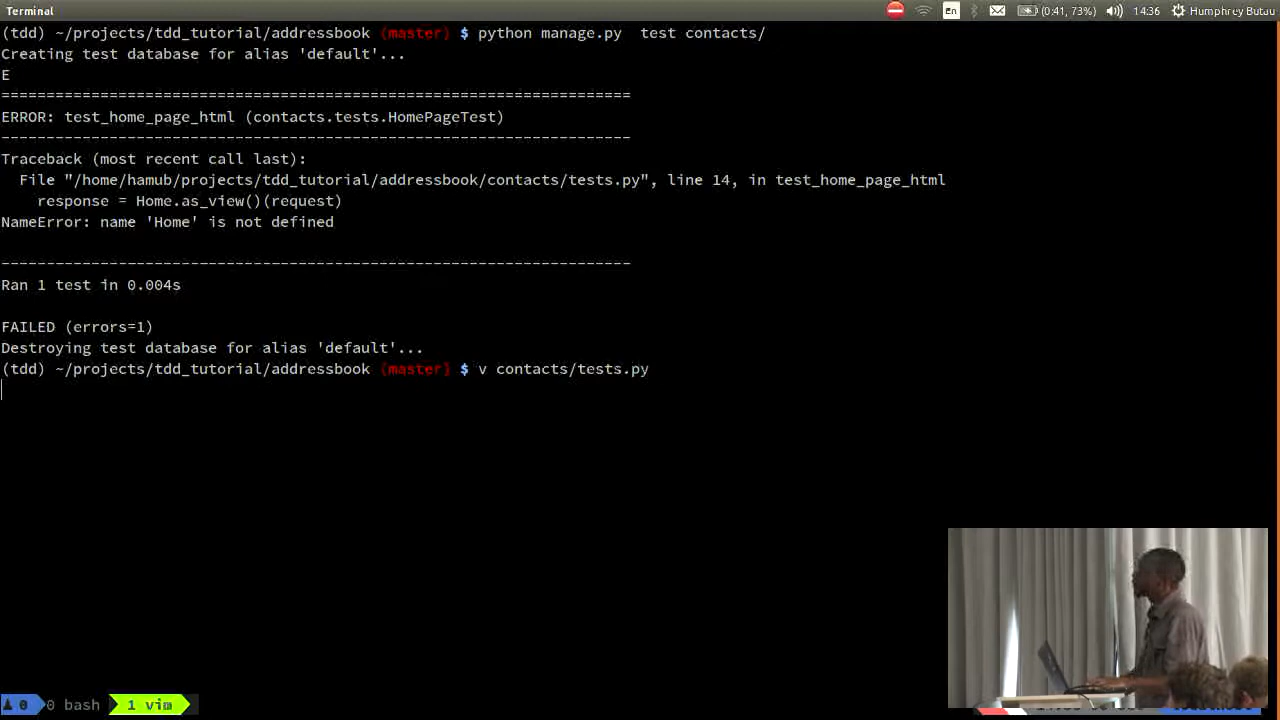 Terminal
En
(0:41, 73%)
14:36
Humphrey Butau
(tdd) ~/projects/tdd_tutorial/addressbook (master) $ python manage.py  test contacts/
Creating test database for alias 'default'...
E
======================================================================
ERROR: test_home_page_html (contacts.tests.HomePageTest)
----------------------------------------------------------------------
Traceback (most recent call last):
  File "/home/hamub/projects/tdd_tutorial/addressbook/contacts/tests.py", line 14, in test_home_page_html
    response = Home.as_view()(request)
NameError: name 'Home' is not defined
----------------------------------------------------------------------
Ran 1 test in 0.004s
FAILED (errors=1)
Destroying test database for alias 'default'...
(tdd) ~/projects/tdd_tutorial/addressbook (master) $ v contacts/tests.py
0
0 bash
1 vim